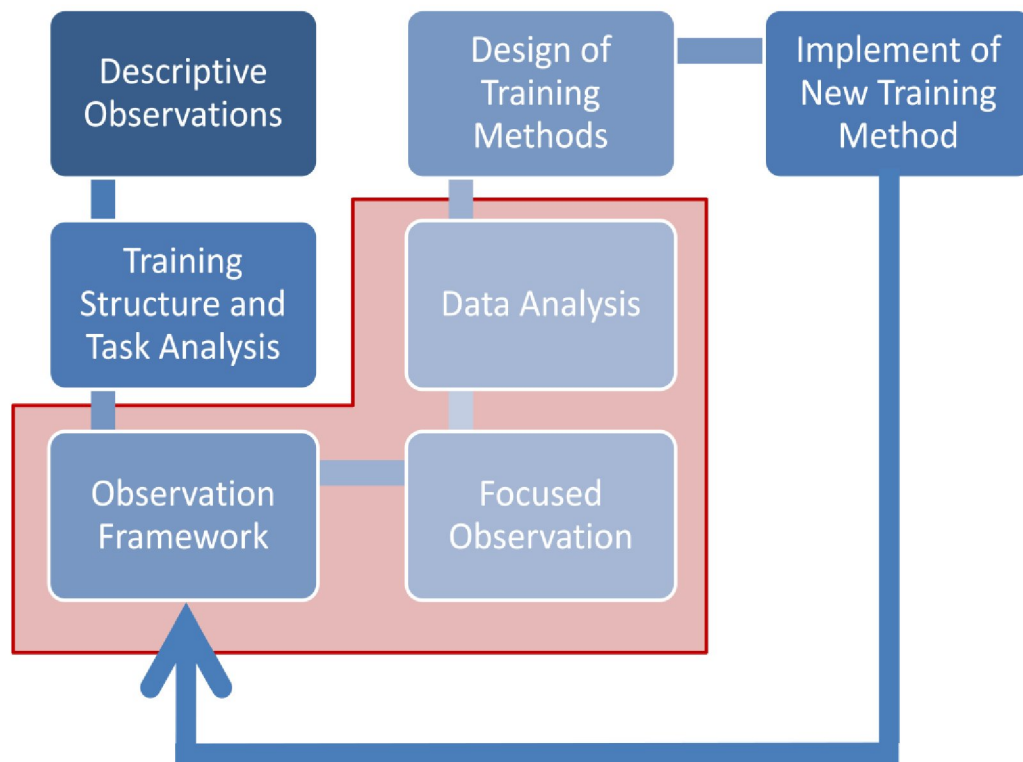 Descriptive
Observations
Training
Structure and
Task Analysis
Observation
Framework
Focused
Observation
Data Analysis
Design of
Training
Methods
Implement of
New Training
Method